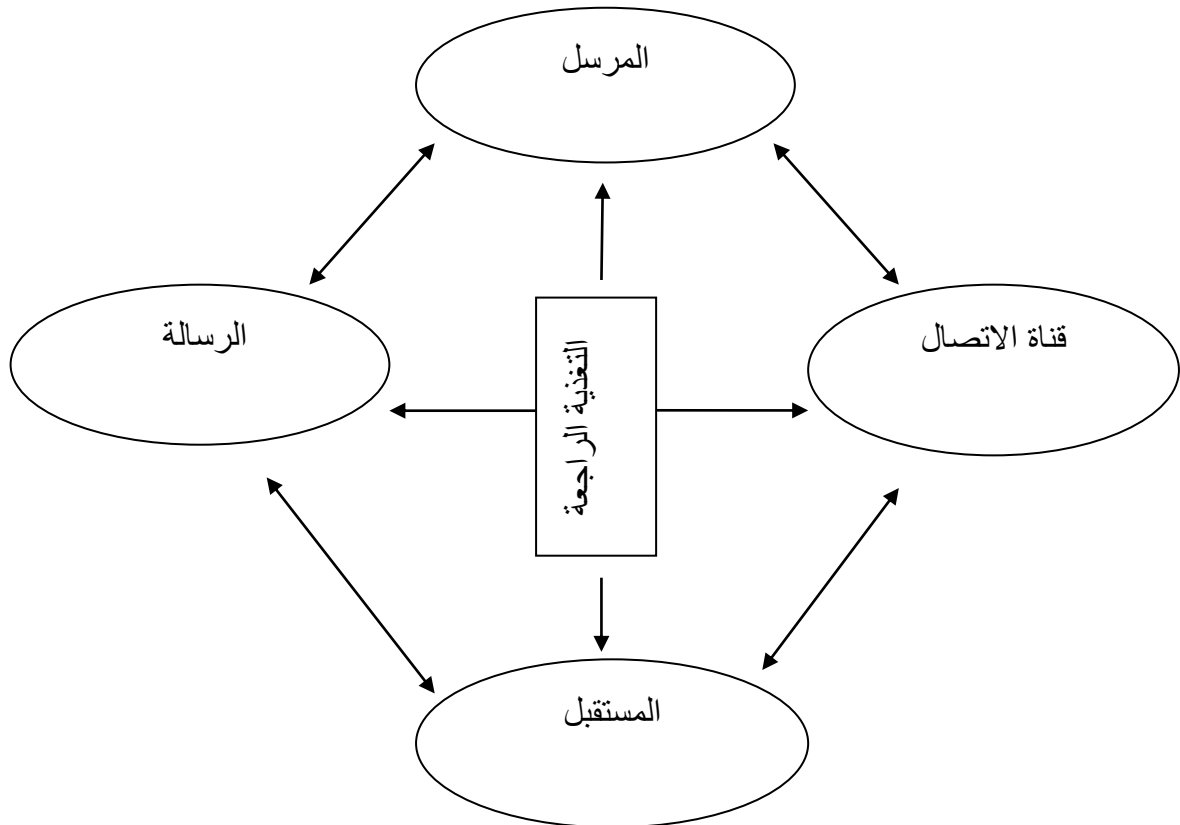 المرسل
قناة الاتصال
الرسالة
التغذية الراجعة
المستقبل